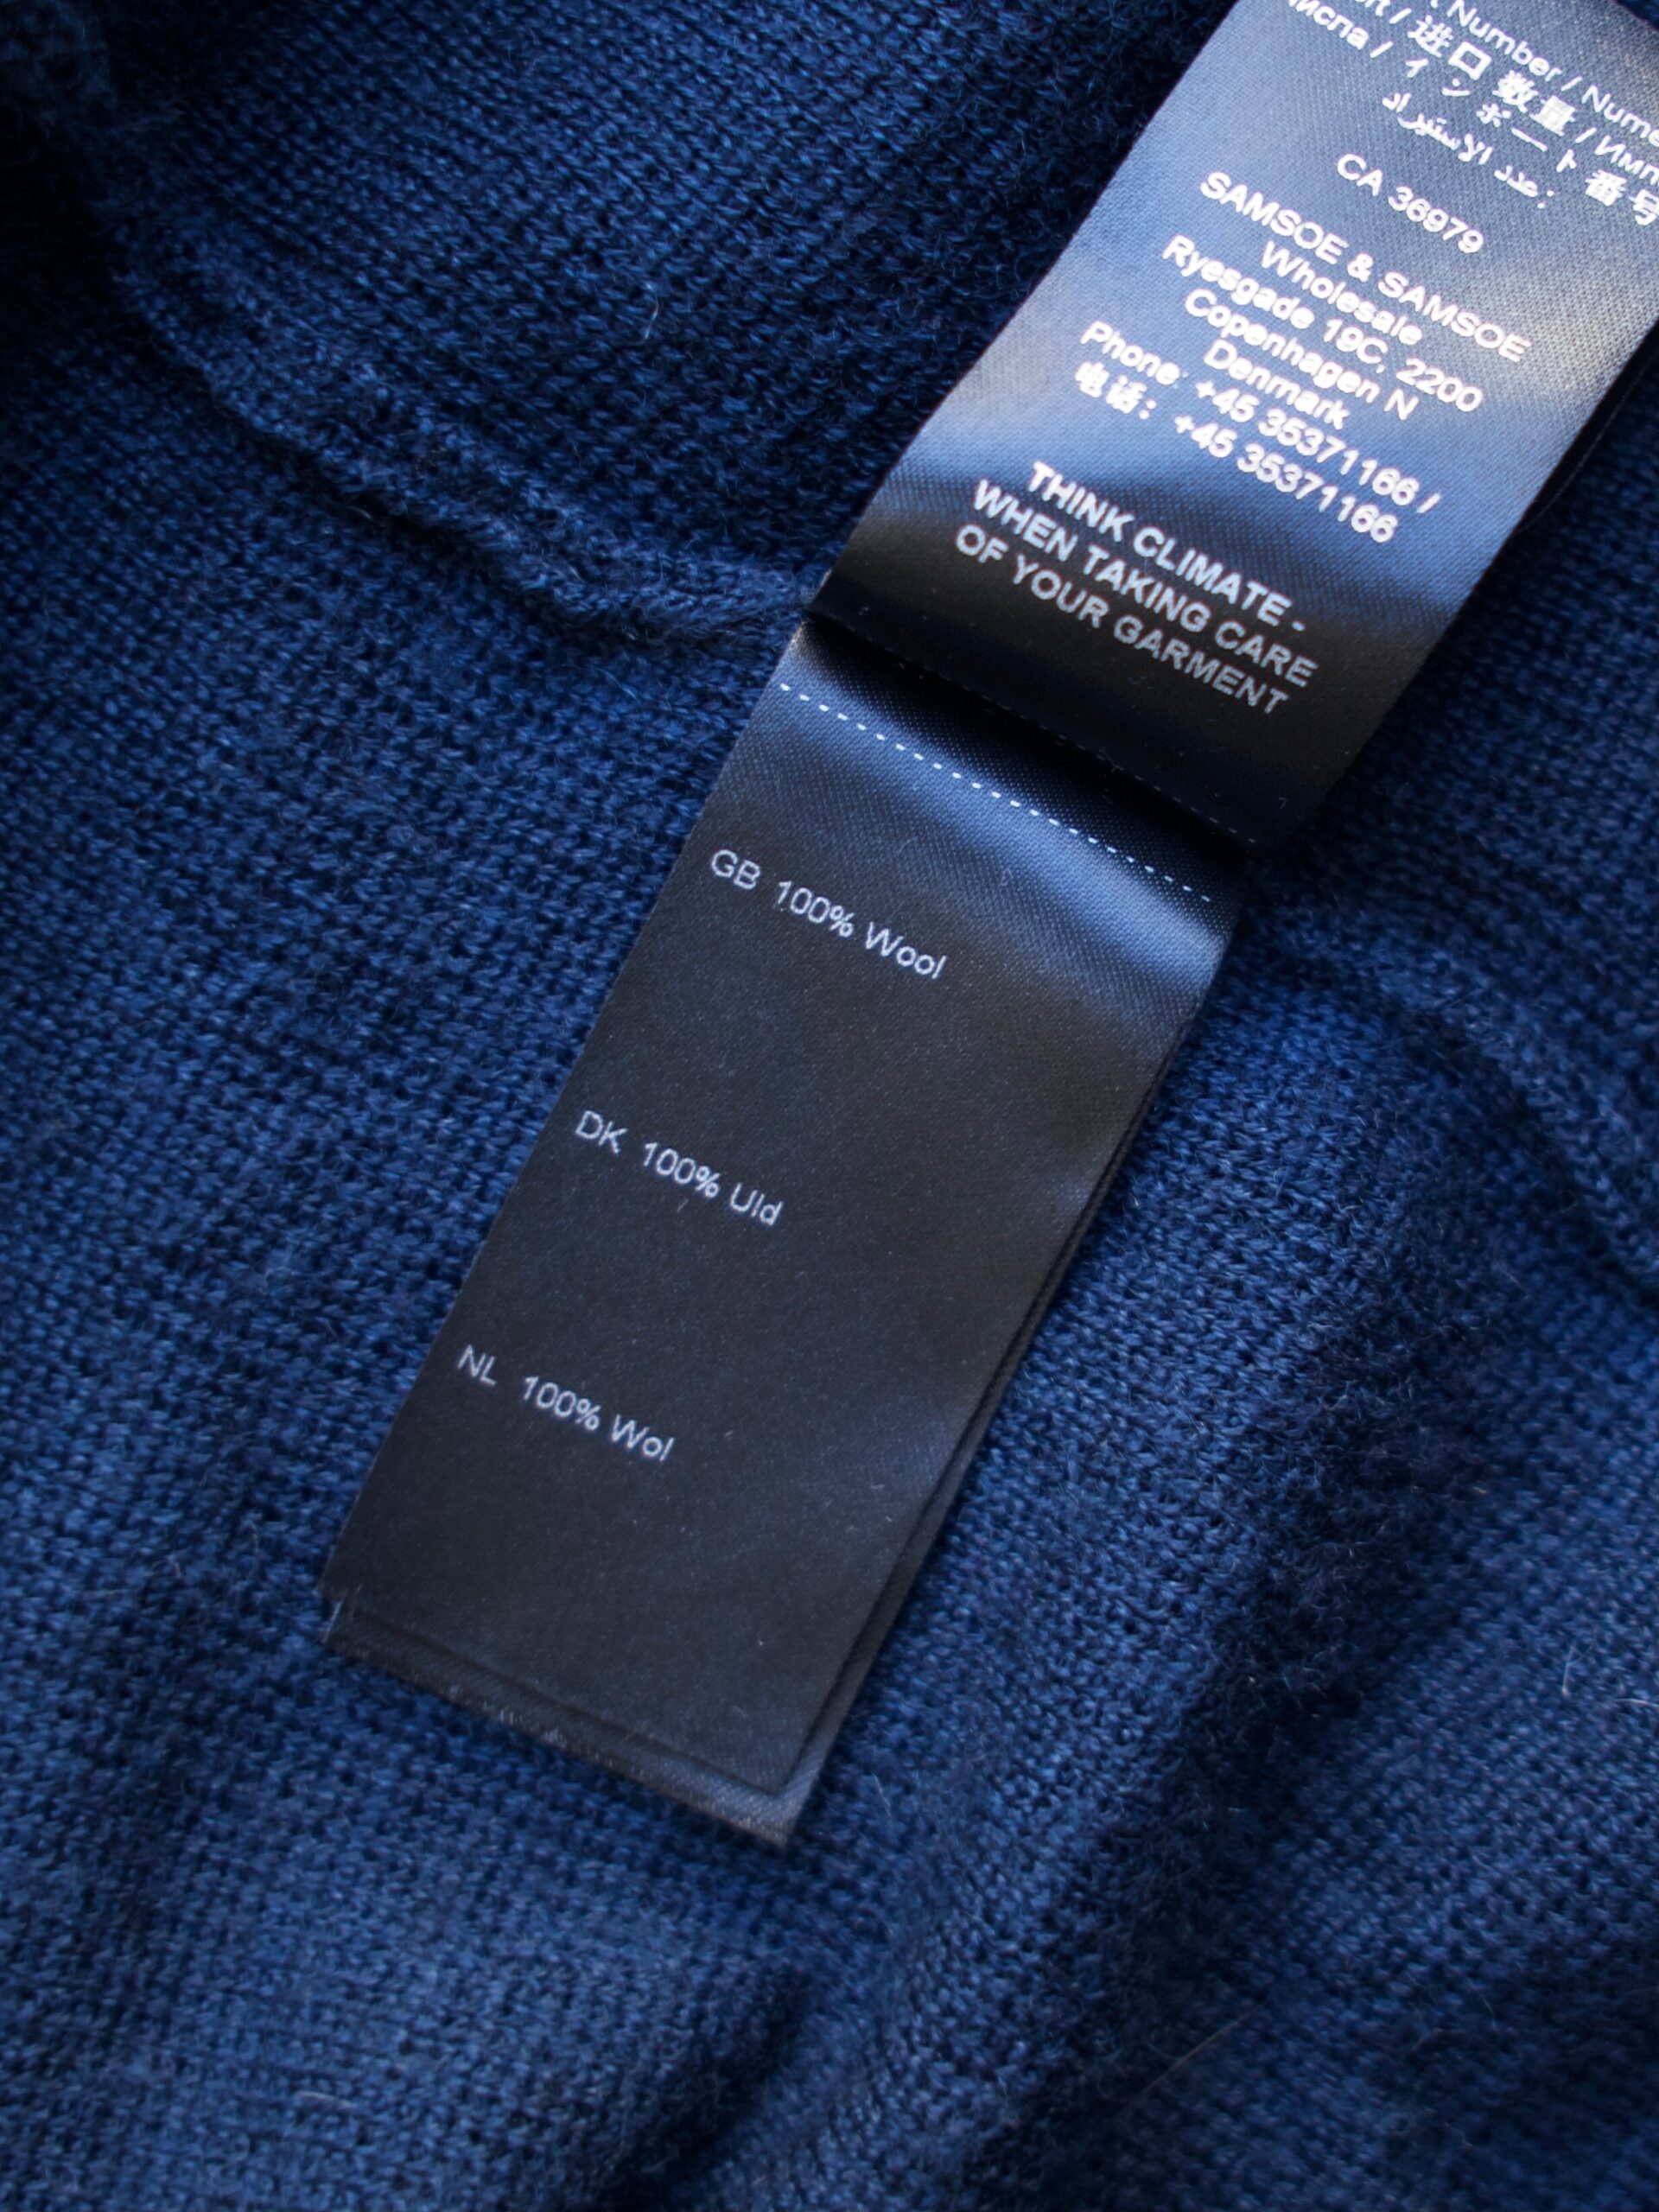 Number / Nume
/ 进口数量 / Имп
/ インポート番号
عدد الاستيراد:
CA 36979
SAMSOE & SAMSOE
Wholesale
Ryesgade 19C, 2200
Copenhagen N
Denmark
Phone: +45 35371166 /
电话: +45 35371166
THINK CLIMATE -
WHEN TAKING CARE
OF YOUR GARMENT
GB 100% Wool
DK 100% Uld
NL 100% Wol